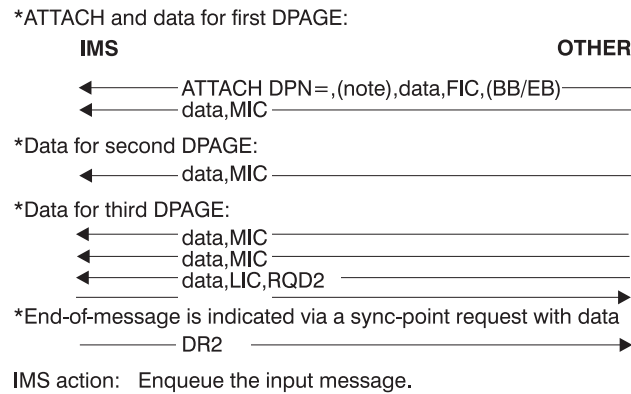 *ATTACH and data for first DPAGE:
IMS OTHER
ATTACH DPN=,(note),data,FIC,(BB/EB)
data,MIC
*Data for second DPAGE:
data,MIC
*Data for third DPAGE:
data,MIC
data,MIC
data,LIC,RQD2
*End-of-message is indicated via a sync-point request with data
DR2
IMS action: Enqueue the input message.